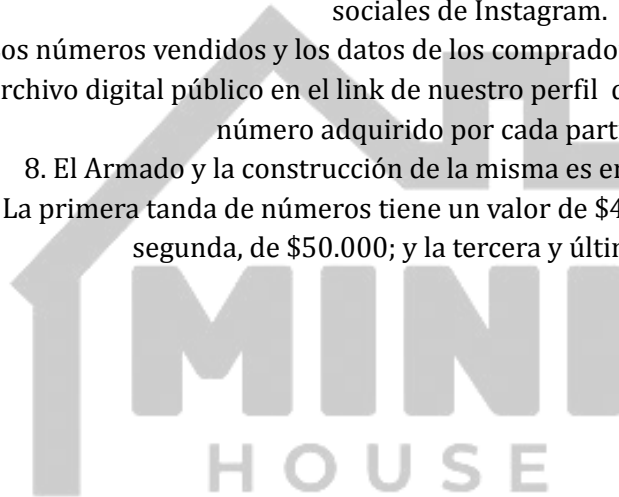 sociales de Instagram.
os números vendidos y los datos de los comprado
rchivo digital público en el link de nuestro perfil
número adquirido por cada part
8. El Armado y la construcción de la misma es e
La primera tanda de números tiene un valor de $4
segunda, de $50.000; y la tercera y últi
MINI
HOUSE